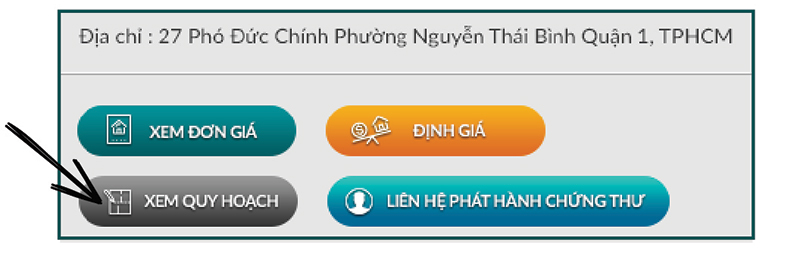 Địa chỉ : 27 Phó Đức Chính Phường Nguyễn Thái Bình Quận 1, TPHCM
XEM ĐƠN GIÁ
ĐỊNH GIÁ
XEM QUY HOẠCH
LIÊN HỆ PHÁT HÀNH CHỨNG THƯ